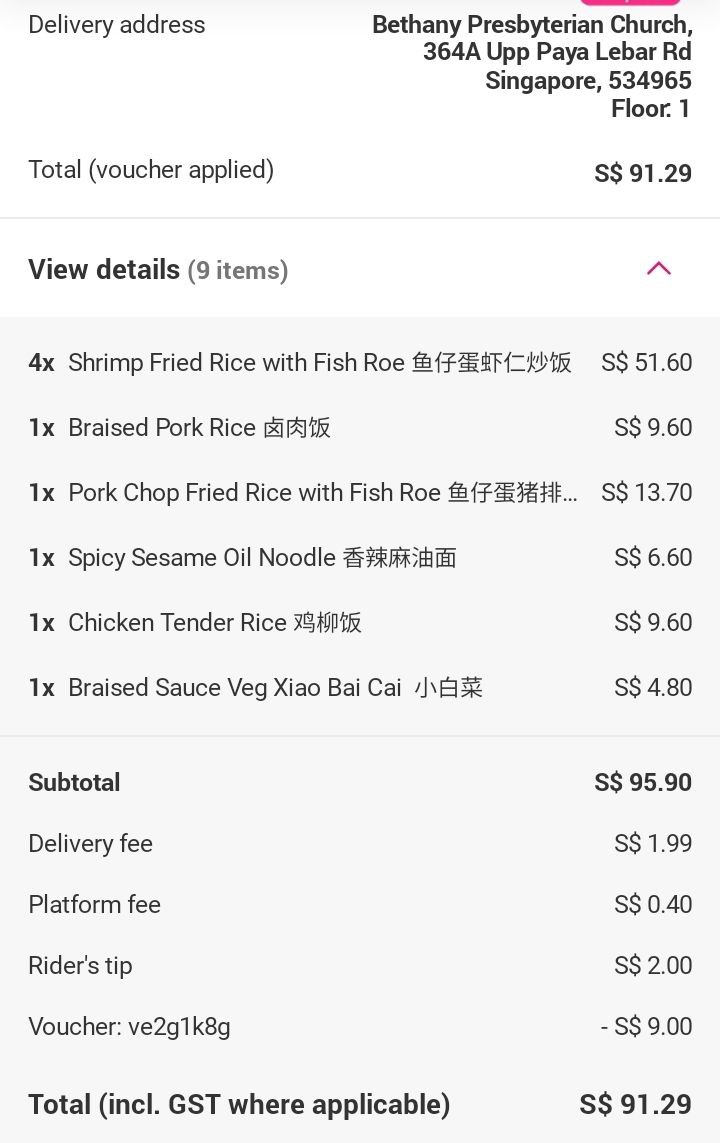 Delivery address
Bethany Presbyterian Church,
364A Upp Paya Lebar Rd
Singapore, 534965
Floor: 1
Total (voucher applied) S$ 91.29
View details (9 items)
4x Shrimp Fried Rice with Fish Roe 鱼仔蛋虾仁炒饭 S$ 51.60
1x Braised Pork Rice 卤肉饭 S$ 9.60
1x Pork Chop Fried Rice with Fish Roe 鱼仔蛋猪排... S$ 13.70
1x Spicy Sesame Oil Noodle 香辣麻油面 S$ 6.60
1x Chicken Tender Rice 鸡柳饭 S$ 9.60
1x Braised Sauce Veg Xiao Bai Cai 小白菜 S$ 4.80
Subtotal S$ 95.90
Delivery fee S$ 1.99
Platform fee S$ 0.40
Rider's tip S$ 2.00
Voucher: ve2g1k8g - S$ 9.00
Total (incl. GST where applicable) S$ 91.29